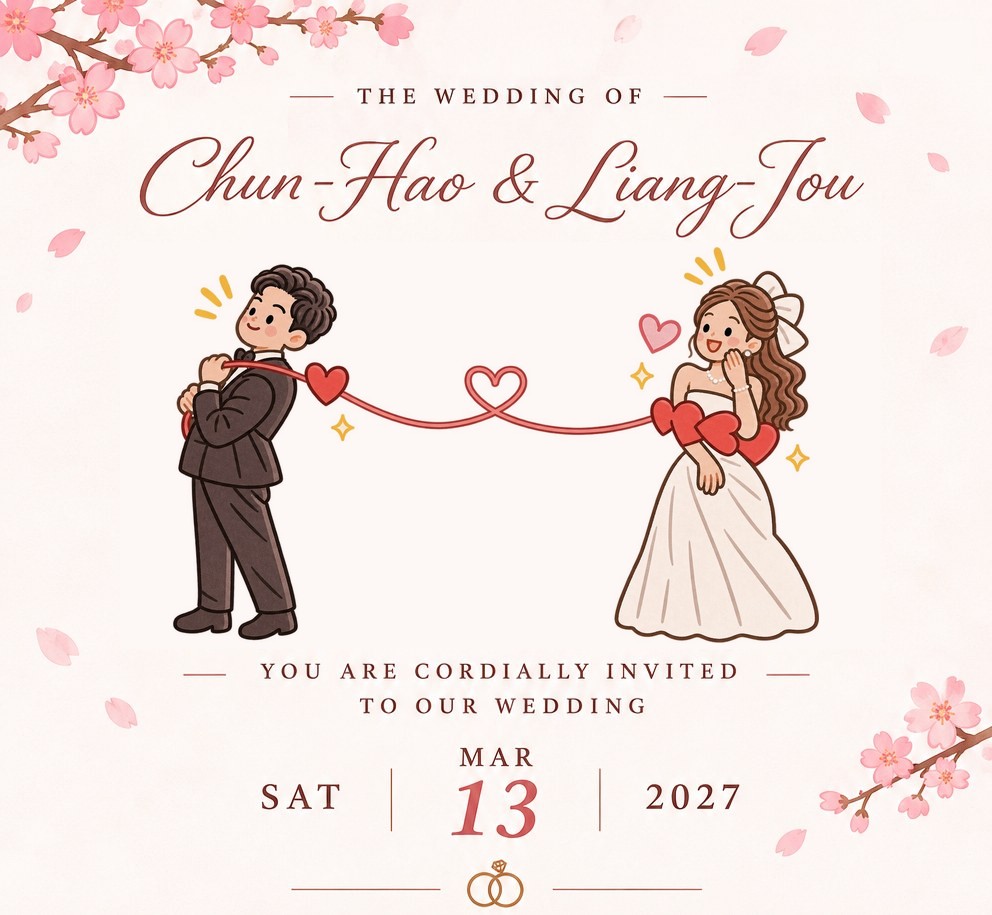 THE WEDDING OF
Chun-Hao & Liang-Jou
YOU ARE CORDIALLY INVITED
TO OUR WEDDING
SAT
MAR
13
2027